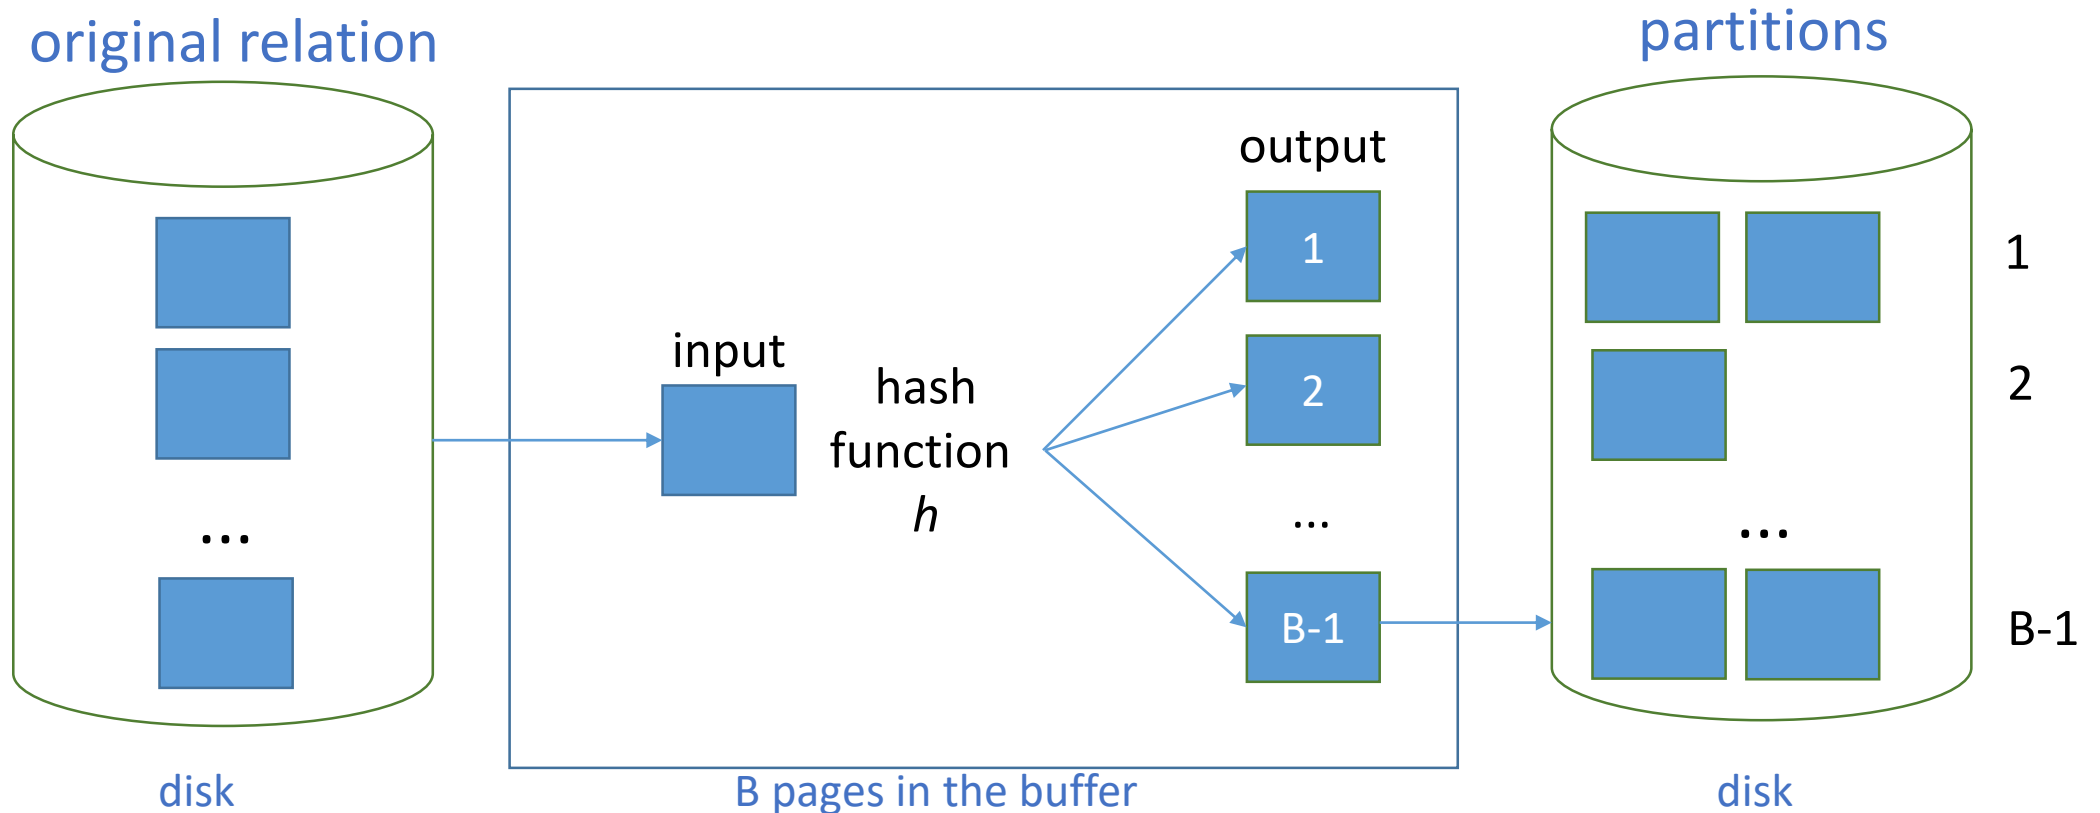 original relation
partitions
output
1
1
input
2
2
hash
function
h
...
...
...
B-1
B-1
disk
B pages in the buffer
disk